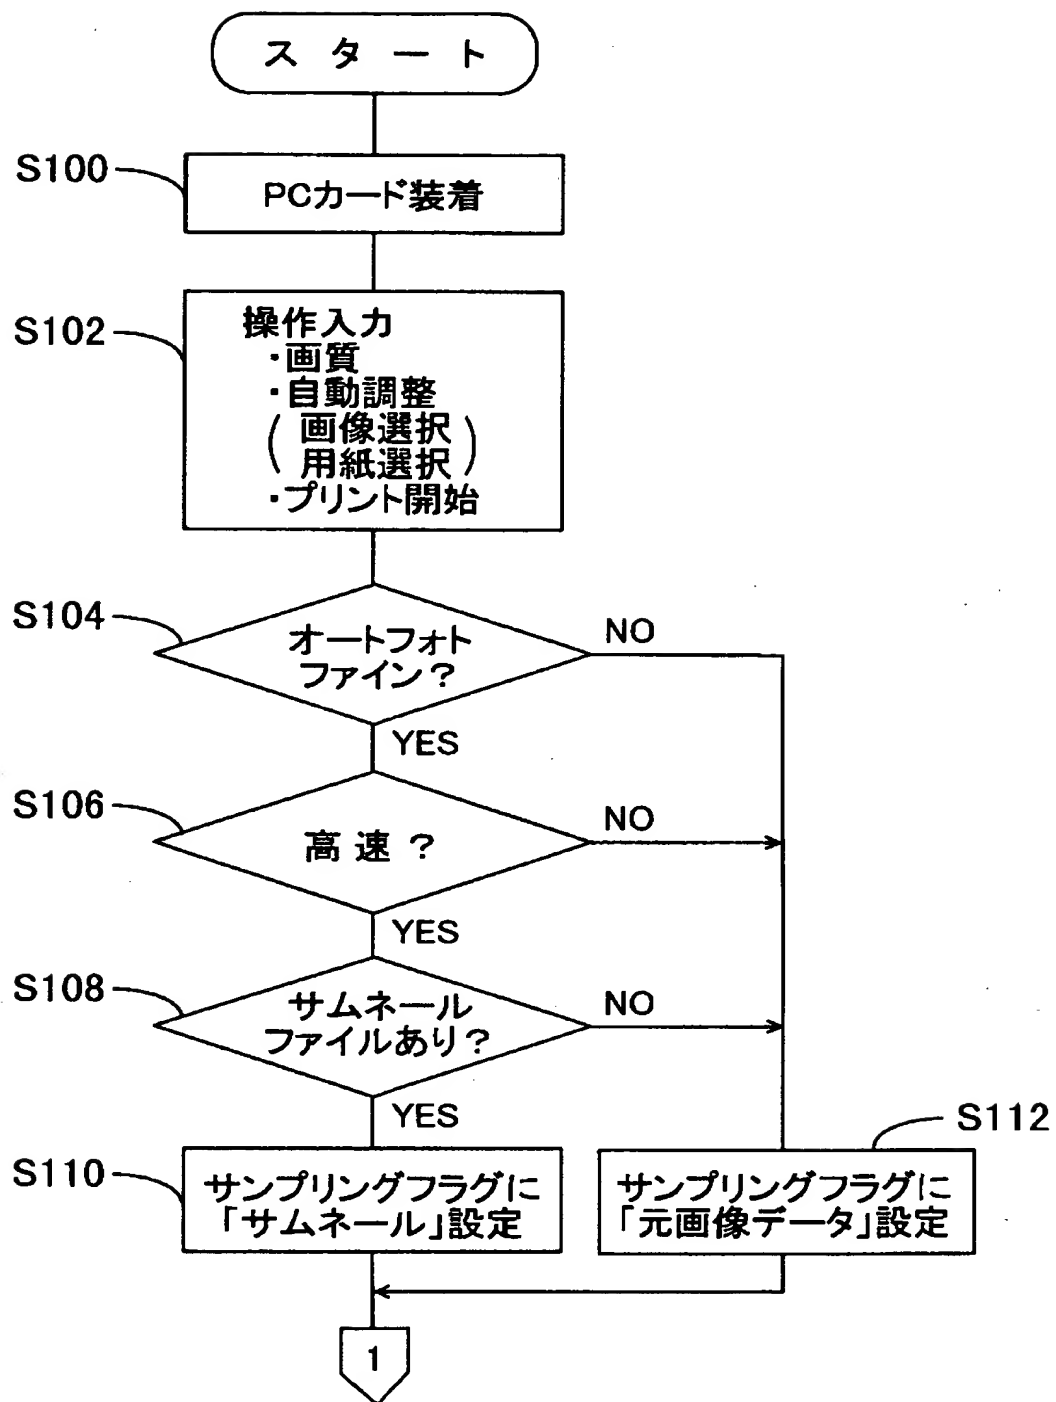 スタート
S100
PCカード装着
S102
操作入力
・画質
・自動調整
(画像選択
用紙選択)
・プリント開始
S104
オートフォト
ファイン?
NO
YES
S106
高速?
NO
YES
S108
サムネール
ファイルあり?
NO
YES
S110
サンプリングフラグに
「サムネール」設定
S112
サンプリングフラグに
「元画像データ」設定
1